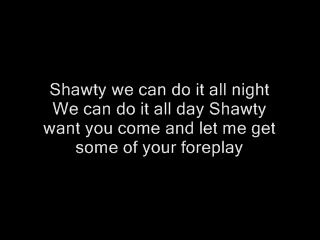 Shawty we can do it all night
We can do it all day Shawty
want you come and let me get
some of your foreplay